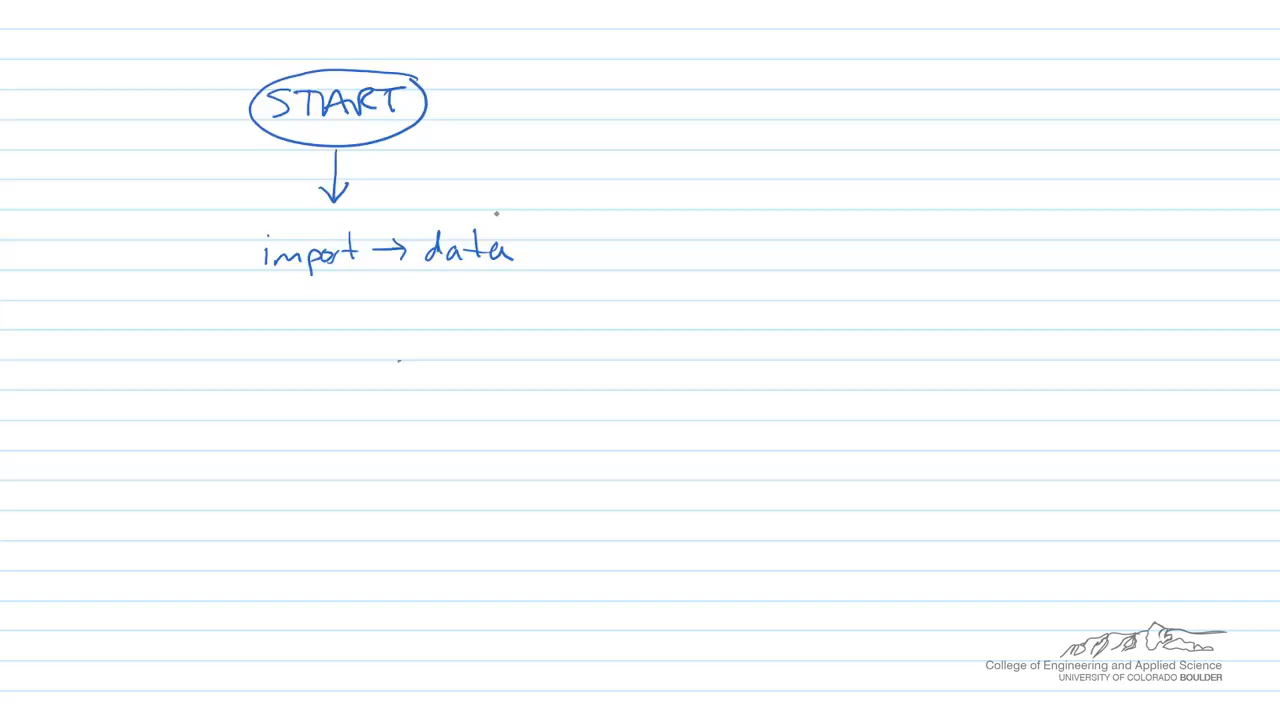 START
import → data
College of Engineering and Applied Science
UNIVERSITY OF COLORADO BOULDER